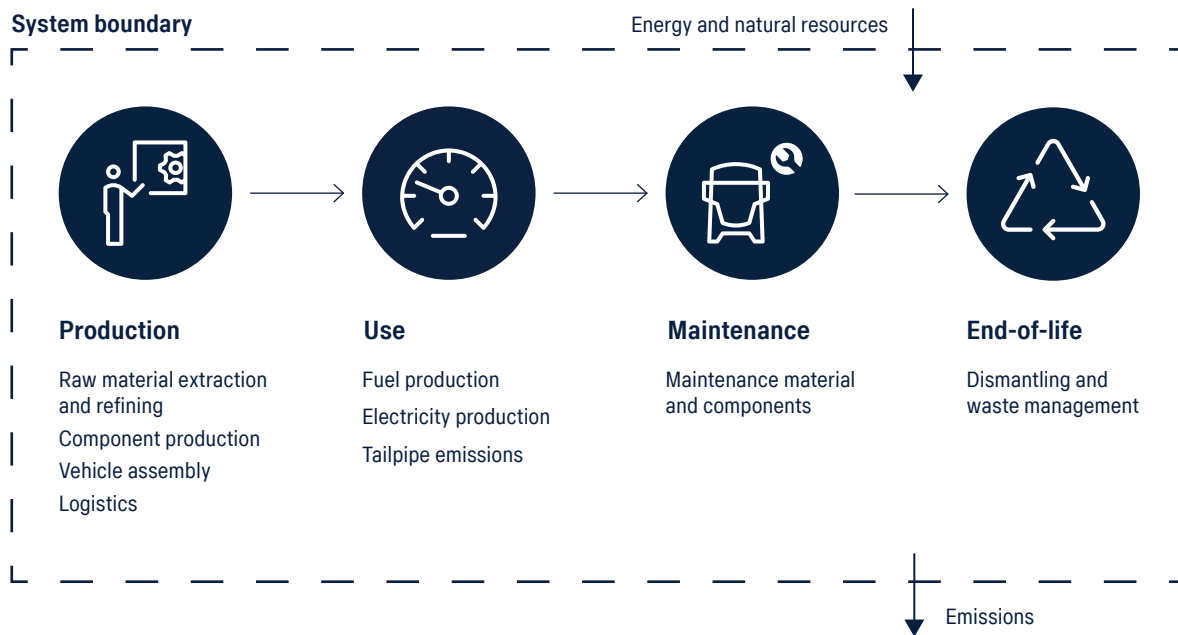 System boundary
Energy and natural resources
Production
Raw material extraction
and refining
Component production
Vehicle assembly
Logistics
Use
Fuel production
Electricity production
Tailpipe emissions
Maintenance
Maintenance material
and components
End-of-life
Dismantling and
waste management
Emissions